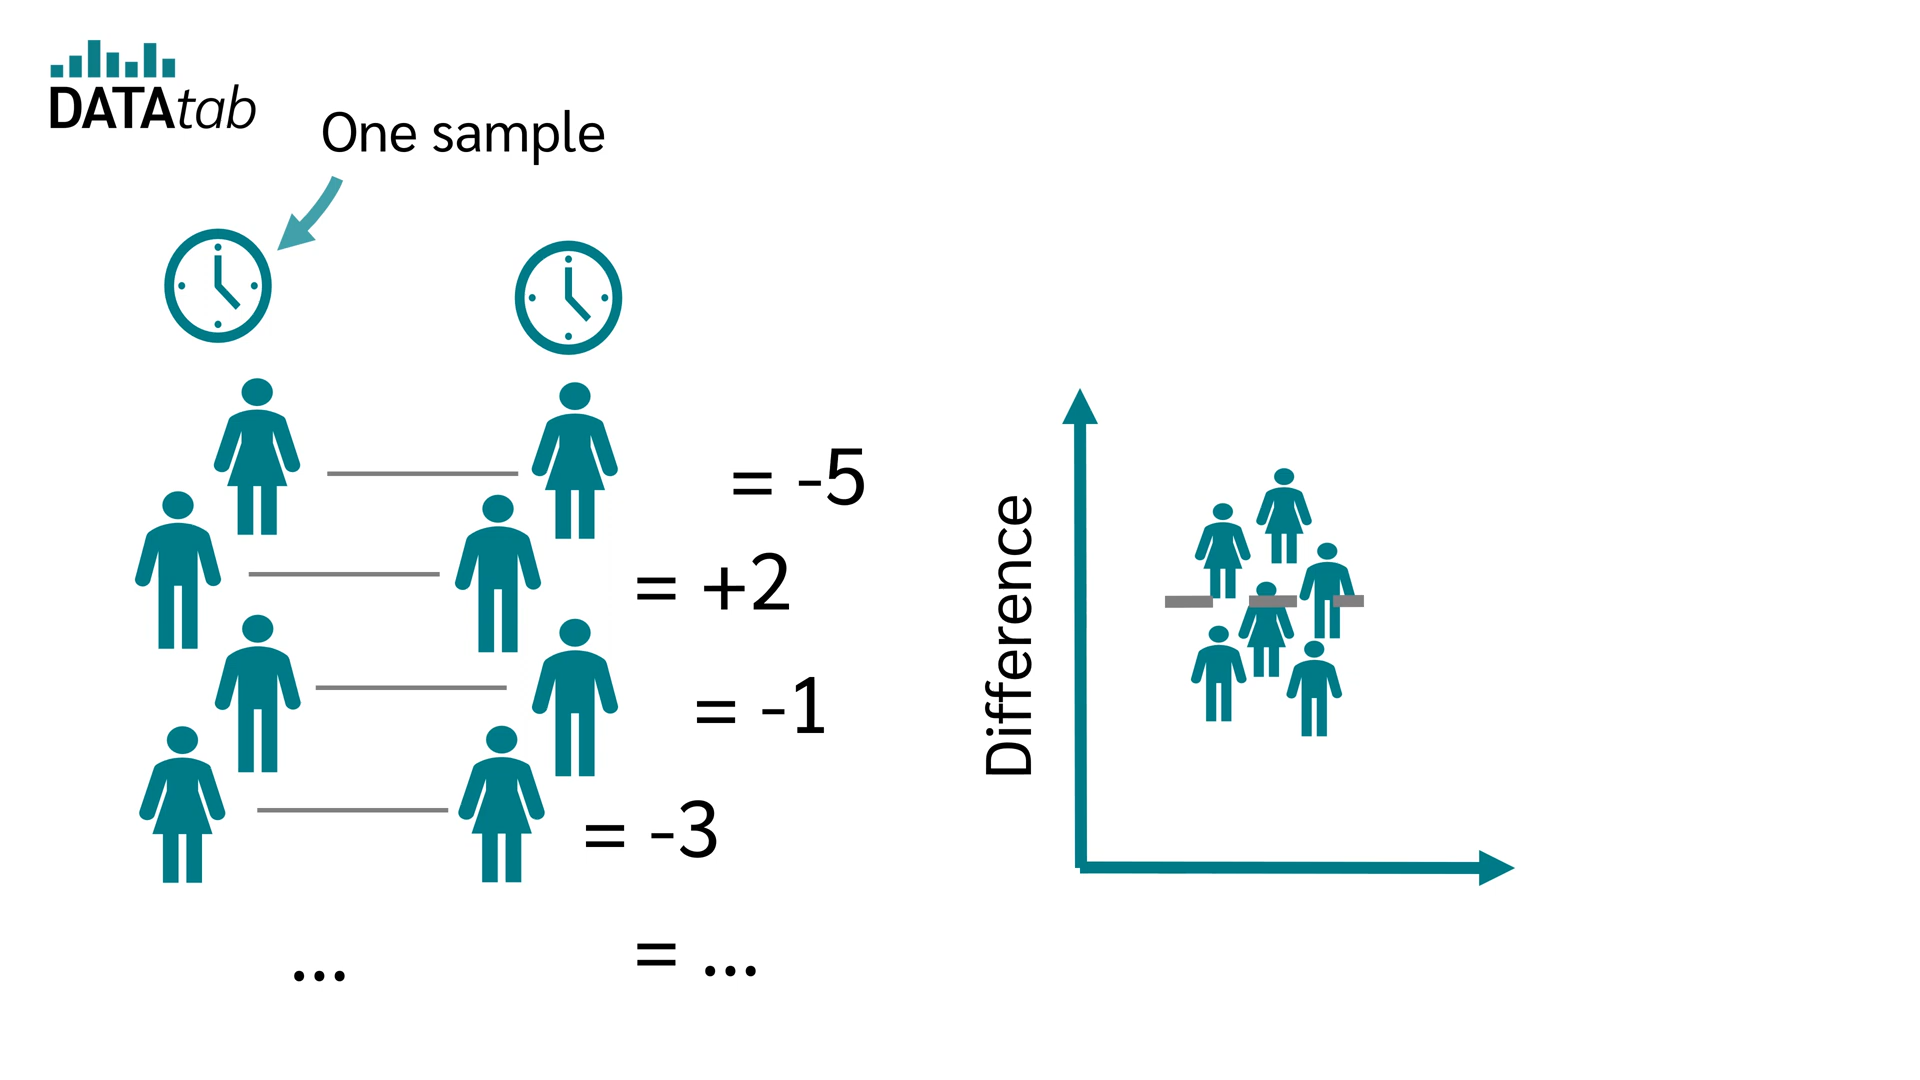 DATAtab
One sample
= -5
= +2
= -1
= -3
...
= ...
Difference